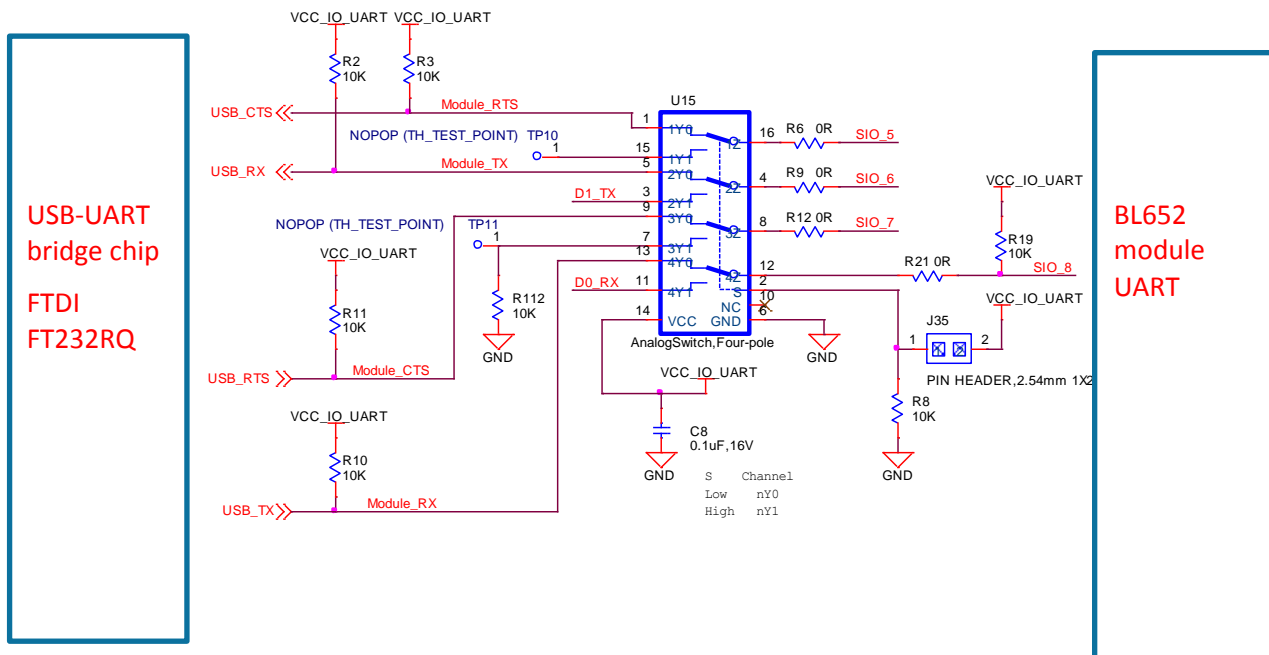 USB-UART
bridge chip
FTDI
FT232RQ
VCC_IO_UART
VCC_IO_UART
R2
10K
R3
10K
USB_CTS
Module_RTS
NOPOP (TH_TEST_POINT) TP10
1
USB_RX
Module_TX
D1_TX
NOPOP (TH_TEST_POINT)
TP11
1
VCC_IO_UART
R11
10K
R112
10K
GND
D0_RX
USB_RTS
Module_CTS
VCC_IO_UART
R10
10K
USB_TX
Module_RX
U15
1 1Y0
15 1Y1
5 2Y0
3 2Y1
9 3Y0
7 3Y1
13 4Y0
11 4Y1
14 VCC
1Z 16
2Z 4
3Z 8
4Z 12
S 2
NC 10
GND 6
AnalogSwitch,Four-pole
R6 0R SIO_5
R9 0R SIO_6
R12 0R SIO_7
R21 0R SIO_8
VCC_IO_UART
R19
10K
VCC_IO_UART
J35
1 2
PIN HEADER,2.54mm 1X2
R8
10K
GND
GND
VCC_IO_UART
C8
0.1uF,16V
GND
S Channel
Low nY0
High nY1
BL652
module
UART